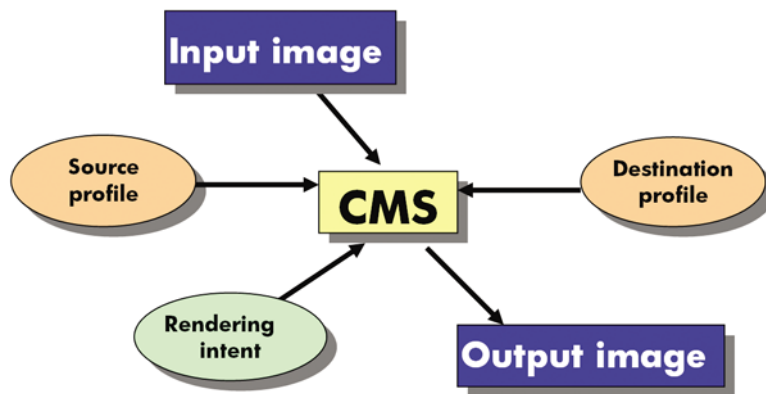 Input image
Source
profile
Destination
profile
CMS
Rendering
intent
Output image